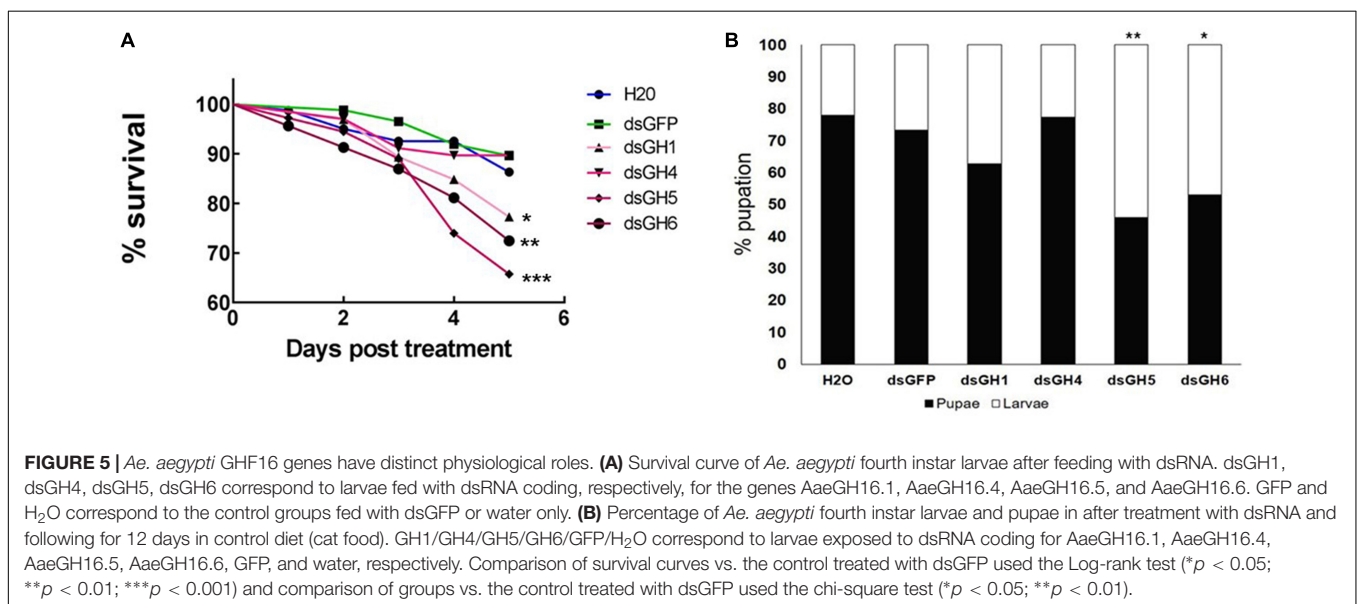 A
B
% survival
100
90
80
70
60
0
2
4
6
Days post treatment
*
**
***
H20
dsGFP
dsGH1
dsGH4
dsGH5
dsGH6
% pupation
100
90
80
70
60
50
40
30
20
10
0
**
*
H2O
dsGFP
dsGH1
dsGH4
dsGH5
dsGH6
Pupae
Larvae
FIGURE 5 | Ae. aegypti GHF16 genes have distinct physiological roles. (A) Survival curve of Ae. aegypti fourth instar larvae after feeding with dsRNA. dsGH1,
dsGH4, dsGH5, dsGH6 correspond to larvae fed with dsRNA coding, respectively, for the genes AaeGH16.1, AaeGH16.4, AaeGH16.5, and AaeGH16.6. GFP and
H₂O correspond to the control groups fed with dsGFP or water only. (B) Percentage of Ae. aegypti fourth instar larvae and pupae in after treatment with dsRNA and
following for 12 days in control diet (cat food). GH1/GH4/GH5/GH6/GFP/H₂O correspond to larvae exposed to dsRNA coding for AaeGH16.1, AaeGH16.4,
AaeGH16.5, AaeGH16.6, GFP, and water, respectively. Comparison of survival curves vs. the control treated with dsGFP used the Log-rank test (*p < 0.05;
**p < 0.01; ***p < 0.001) and comparison of groups vs. the control treated with dsGFP used the chi-square test (*p < 0.05; **p < 0.01).